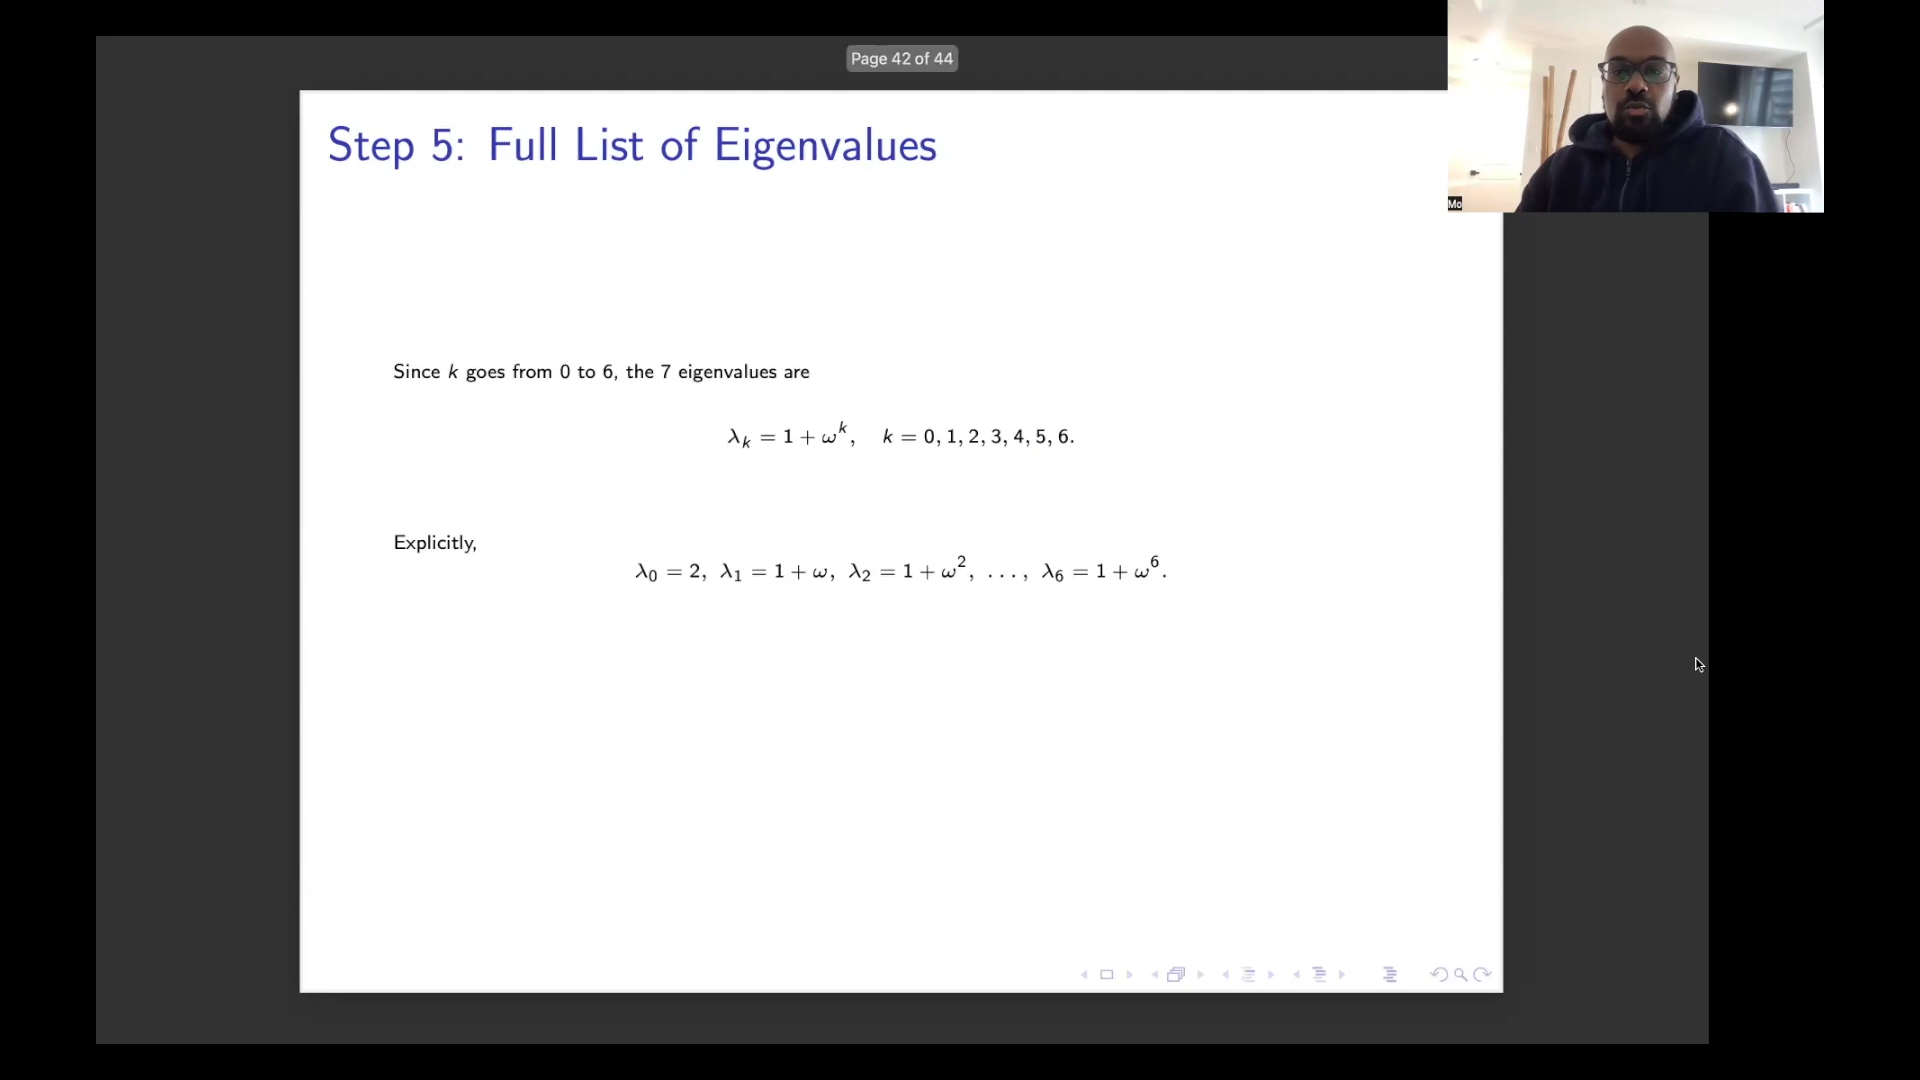 Page 42 of 44
Step 5: Full List of Eigenvalues
Mo
Since k goes from 0 to 6, the 7 eigenvalues are
λ_k = 1 + ω^k, k = 0, 1, 2, 3, 4, 5, 6.
Explicitly,
λ_0 = 2, λ_1 = 1 + ω, λ_2 = 1 + ω^2, ..., λ_6 = 1 + ω^6.